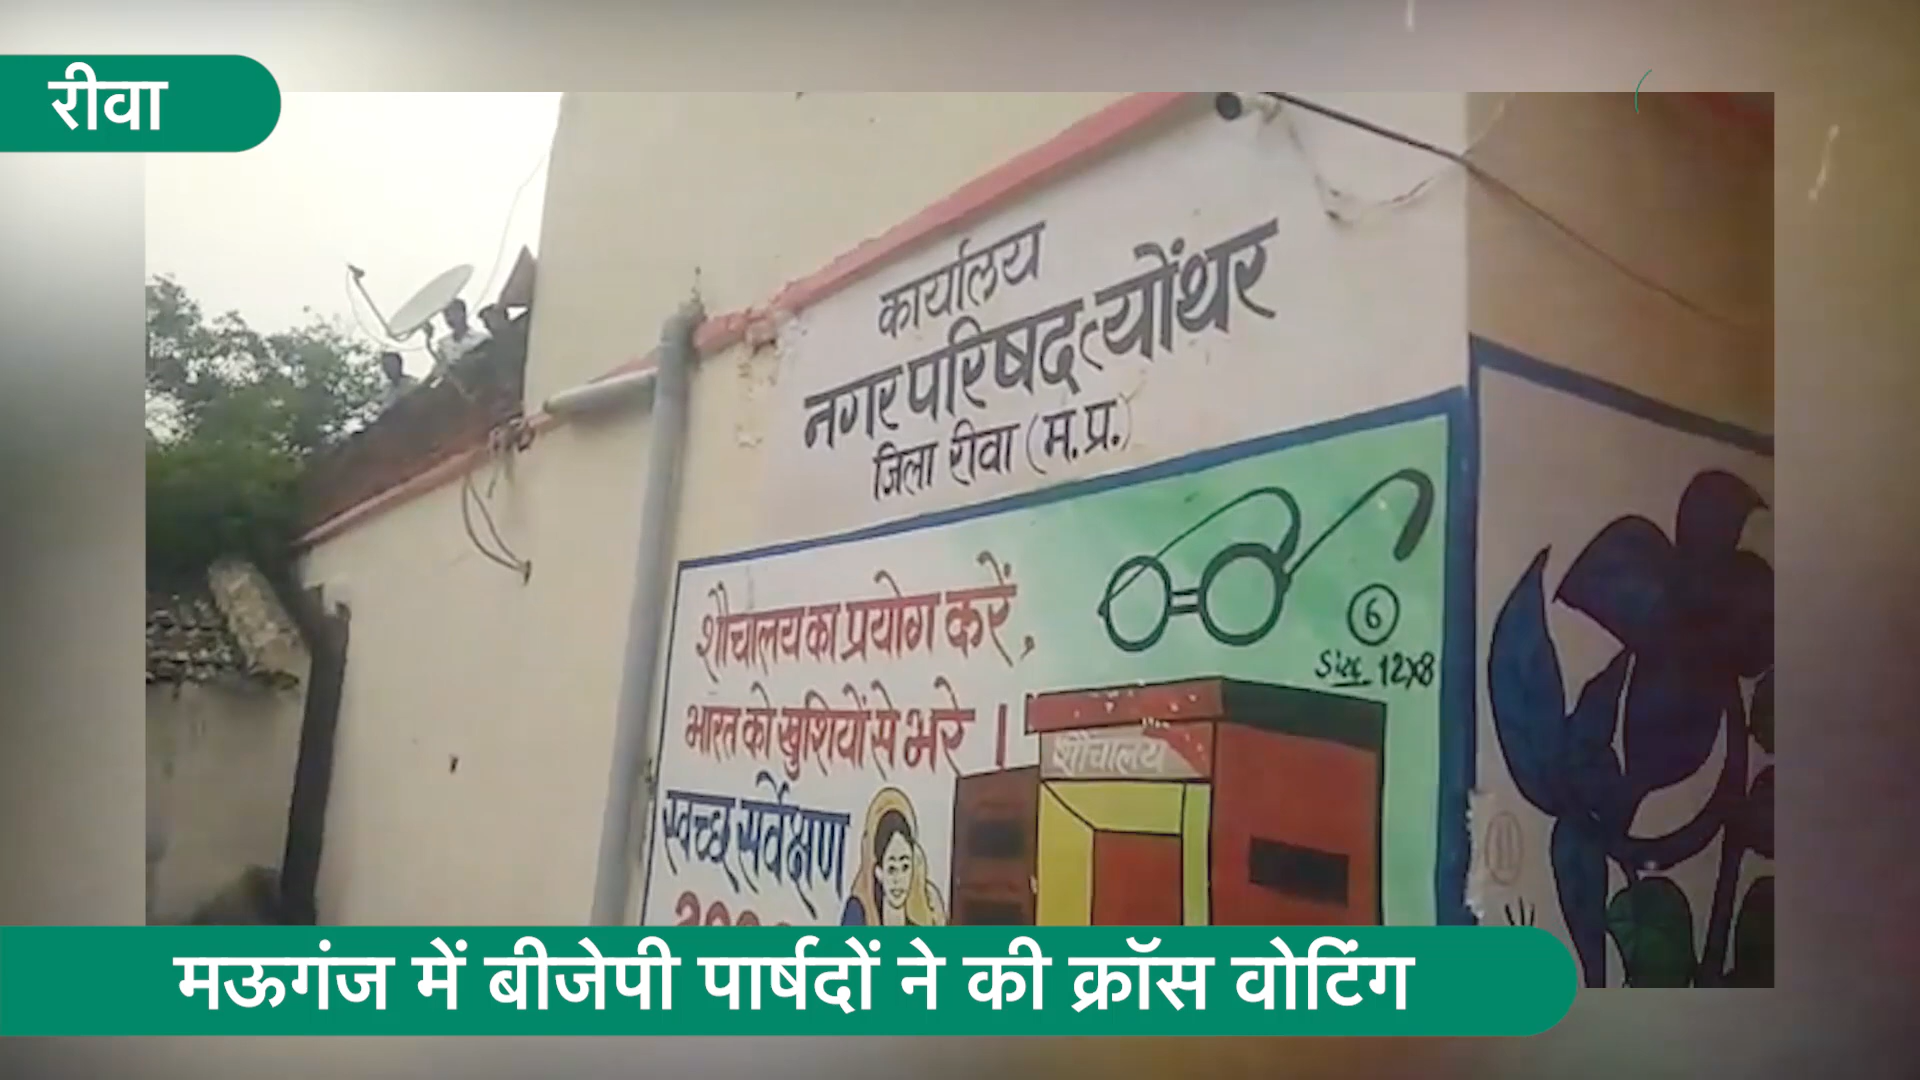 रीवा
कार्यालय
नगर परिषद त्योंथर
जिला रीवा (म.प्र.)
शौचालय का प्रयोग करें,
भारत को खुशियों से भरे ।
6
Size 12x8
शौचालय
स्वच्छ सर्वेक्षण
11
मऊगंज में बीजेपी पार्षदों ने की क्रॉस वोटिंग